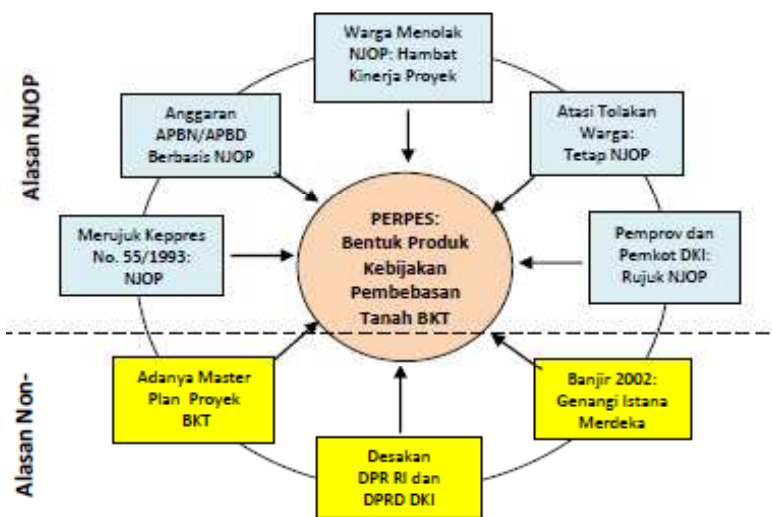 Alasan NJOP
Warga Menolak
NJOP: Hambat
Kinerja Proyek
Anggaran
APBN/APBD
Berbasis NJOP
Atasi Tolakan
Warga:
Tetap NJOP
Merujuk Keppres
No. 55/1993:
NJOP
PERPES:
Bentuk Produk
Kebijakan
Pembebasan
Tanah BKT
Pemprov dan
Pemkot DKI:
Rujuk NJOP
Alasan Non-
Adanya Master
Plan Proyek
BKT
Desakan
DPR RI dan
DPRD DKI
Banjir 2002:
Genangi Istana
Merdeka